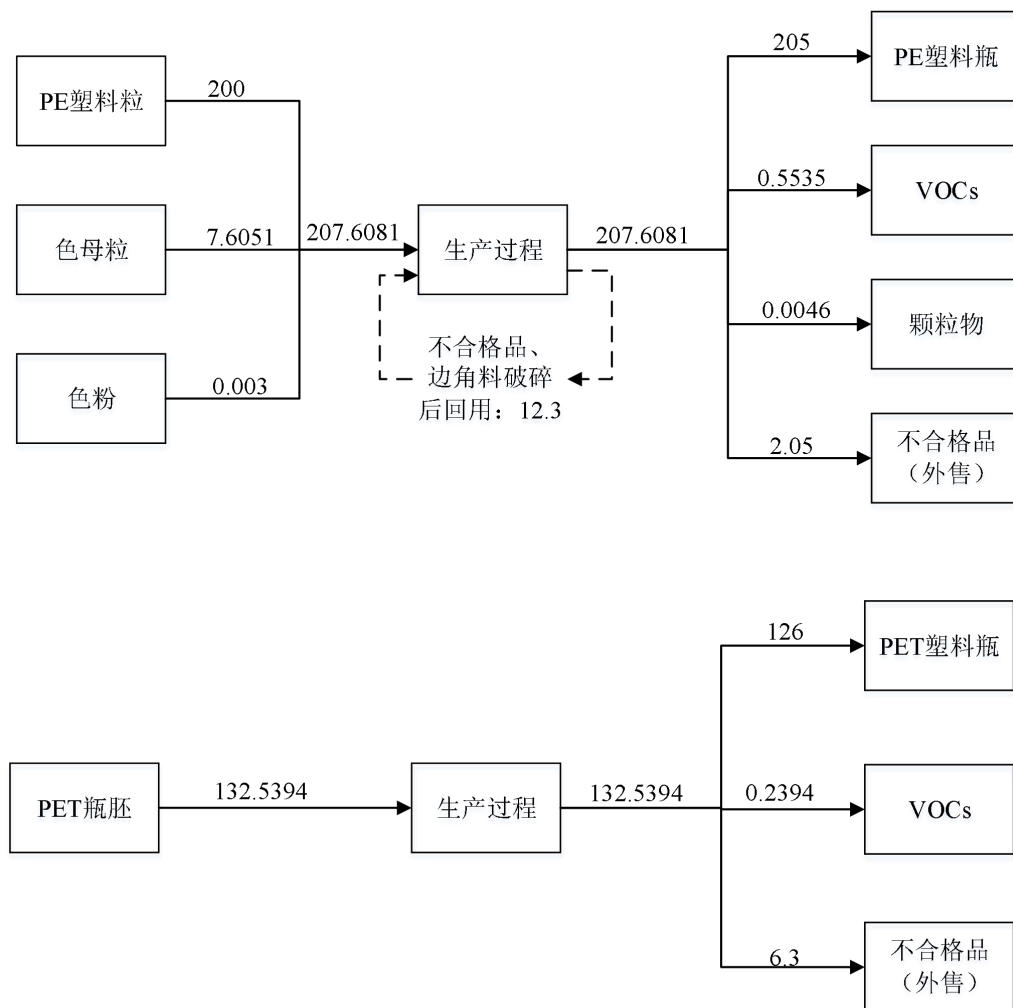 205
PE塑料瓶
PE塑料粒
200
0.5535
VOCs
色母粒
7.6051
207.6081
生产过程
207.6081
0.0046
颗粒物
不合格品、
边角料破碎
后回用：12.3
色粉
0.003
2.05
不合格品
（外售）
126
PET塑料瓶
PET瓶胚
132.5394
生产过程
132.5394
0.2394
VOCs
6.3
不合格品
（外售）